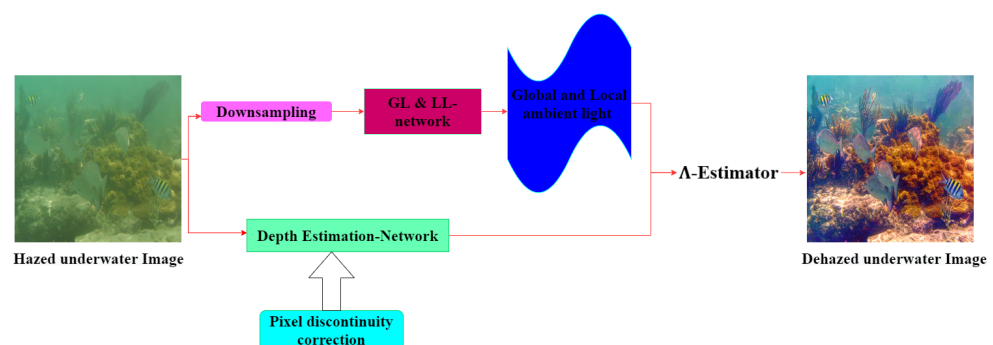 Hazed underwater Image
Downsampling
GL & LL-
network
Global and Local
ambient light
Depth Estimation-Network
Pixel discontinuity
correction
Λ-Estimator
Dehazed underwater Image